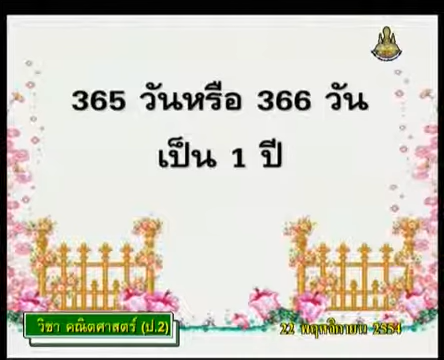 365 วันหรือ 366 วัน
เป็น 1 ปี
วิชา คณิตศาสตร์ (ป.2)
22 พฤศจิกายน 2554